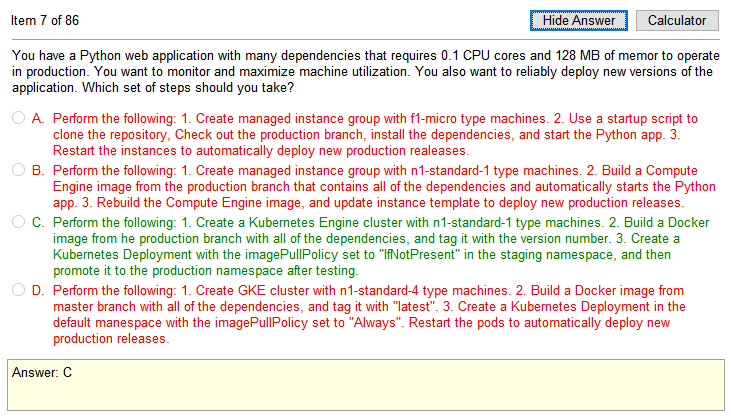 Item 7 of 86
Hide Answer
Calculator
You have a Python web application with many dependencies that requires 0.1 CPU cores and 128 MB of memor to operate
in production. You want to monitor and maximize machine utilization. You also want to reliably deploy new versions of the
application. Which set of steps should you take?
A. Perform the following: 1. Create managed instance group with f1-micro type machines. 2. Use a startup script to
clone the repository, Check out the production branch, install the dependencies, and start the Python app. 3.
Restart the instances to automatically deploy new production realeases.
B. Perform the following: 1. Create managed instance group with n1-standard-1 type machines. 2. Build a Compute
Engine image from the production branch that contains all of the dependencies and automatically starts the Python
app. 3. Rebuild the Compute Engine image, and update instance template to deploy new production releases.
C. Perform the following: 1. Create a Kubernetes Engine cluster with n1-standard-1 type machines. 2. Build a Docker
image from he production branch with all of the dependencies, and tag it with the version number. 3. Create a
Kubernetes Deployment with the imagePullPolicy set to "IfNotPresent" in the staging namespace, and then
promote it to the production namespace after testing.
D. Perform the following: 1. Create GKE cluster with n1-standard-4 type machines. 2. Build a Docker image from
master branch with all of the dependencies, and tag it with "latest". 3. Create a Kubernetes Deployment in the
default manespace with the imagePullPolicy set to "Always". Restart the pods to automatically deploy new
production releases.
Answer: C